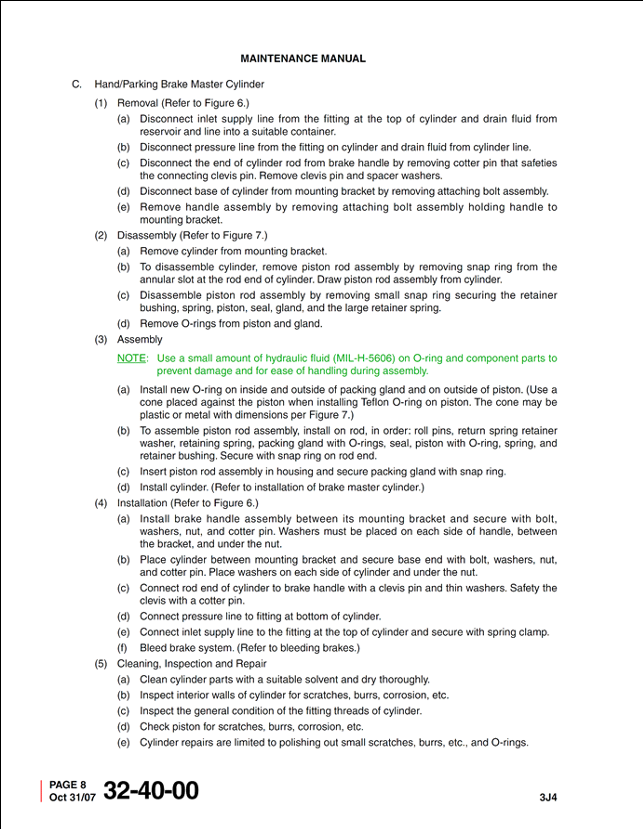 MAINTENANCE MANUAL
C. Hand/Parking Brake Master Cylinder
(1) Removal (Refer to Figure 6.)
(a) Disconnect inlet supply line from the fitting at the top of cylinder and drain fluid from
reservoir and line into a suitable container.
(b) Disconnect pressure line from the fitting on cylinder and drain fluid from cylinder line.
(c) Disconnect the end of cylinder rod from brake handle by removing cotter pin that safeties
the connecting clevis pin. Remove clevis pin and spacer washers.
(d) Disconnect base of cylinder from mounting bracket by removing attaching bolt assembly.
(e) Remove handle assembly by removing attaching bolt assembly holding handle to
mounting bracket.
(2) Disassembly (Refer to Figure 7.)
(a) Remove cylinder from mounting bracket.
(b) To disassemble cylinder, remove piston rod assembly by removing snap ring from the
annular slot at the rod end of cylinder. Draw piston rod assembly from cylinder.
(c) Disassemble piston rod assembly by removing small snap ring securing the retainer
bushing, spring, piston, seal, gland, and the large retainer spring.
(d) Remove O-rings from piston and gland.
(3) Assembly
NOTE: Use a small amount of hydraulic fluid (MIL-H-5606) on O-ring and component parts to
prevent damage and for ease of handling during assembly.
(a) Install new O-ring on inside and outside of packing gland and on outside of piston. (Use a
cone placed against the piston when installing Teflon O-ring on piston. The cone may be
plastic or metal with dimensions per Figure 7.)
(b) To assemble piston rod assembly, install on rod, in order: roll pins, return spring retainer
washer, retaining spring, packing gland with O-rings, seal, piston with O-ring, spring, and
retainer bushing. Secure with snap ring on rod end.
(c) Insert piston rod assembly in housing and secure packing gland with snap ring.
(d) Install cylinder. (Refer to installation of brake master cylinder.)
(4) Installation (Refer to Figure 6.)
(a) Install brake handle assembly between its mounting bracket and secure with bolt,
washers, nut, and cotter pin. Washers must be placed on each side of handle, between
the bracket, and under the nut.
(b) Place cylinder between mounting bracket and secure base end with bolt, washers, nut,
and cotter pin. Place washers on each side of cylinder and under the nut.
(c) Connect rod end of cylinder to brake handle with a clevis pin and thin washers. Safety the
clevis with a cotter pin.
(d) Connect pressure line to fitting at bottom of cylinder.
(e) Connect inlet supply line to the fitting at the top of cylinder and secure with spring clamp.
(f) Bleed brake system. (Refer to bleeding brakes.)
(5) Cleaning, Inspection and Repair
(a) Clean cylinder parts with a suitable solvent and dry thoroughly.
(b) Inspect interior walls of cylinder for scratches, burrs, corrosion, etc.
(c) Inspect the general condition of the fitting threads of cylinder.
(d) Check piston for scratches, burrs, corrosion, etc.
(e) Cylinder repairs are limited to polishing out small scratches, burrs, etc., and O-rings.
PAGE 8
Oct 31/07 32-40-00
3J4